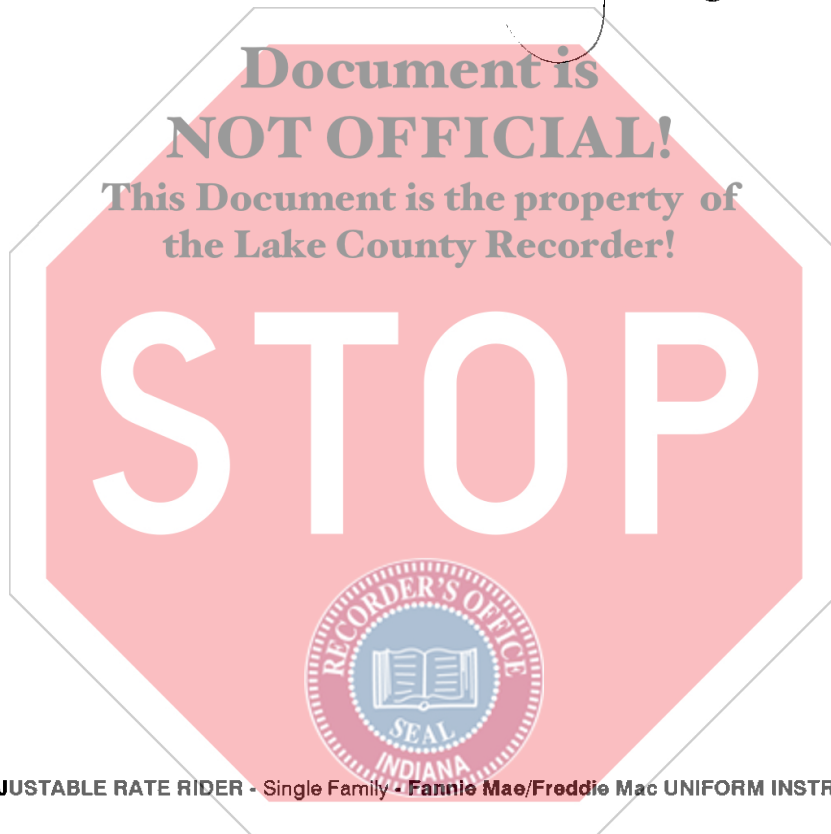 Document is
NOT OFFICIAL!
This Document is the property of
the Lake County Recorder!
STOP
RECORDER'S OFFICE
SEAL
INDIANA
JUSTABLE RATE RIDER - Single Family - Fannie Mae/Freddie Mac UNIFORM INSTR